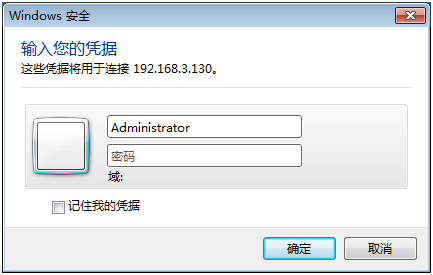 Windows 安全
输入您的凭据
这些凭据将用于连接 192.168.3.130。
Administrator
密码
域:
记住我的凭据
确定
取消